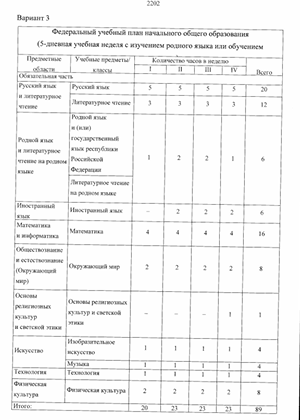 2202
Вариант 3
Федеральный учебный план начального общего образования
(5-дневная учебная неделя с изучением родного языка или обучением
Предметные области
Учебные предметы/классы
Количество часов в неделю
Всего
I II III IV
Обязательная часть
Русский язык и литературное чтение
Русский язык 5 5 5 5 20
Литературное чтение 3 3 3 3 12
Родной язык и литературное чтение на родном языке
Родной язык
и (или)
государственный
язык республики
Российской
Федерации
1 2 2 1 6
Литературное чтение
на родном языке
Иностранный
язык
Иностранный язык – 2 2 2 6
Математика
и информатика
Математика 4 4 4 4 16
Обществознание
и естествознание
(Окружающий
мир)
Окружающий мир 2 2 2 2 8
Основы
религиозных
культур
и светской этики
Основы религиозных
культур и светской
этики
– – – 1 1
Искусство
Изобразительное
искусство
1 1 1 1 4
Музыка 1 1 1 1 4
Технология Технология 1 1 1 1 4
Физическая
культура
Физическая культура 2 2 2 2 8
Итого: 20 23 23 23 89